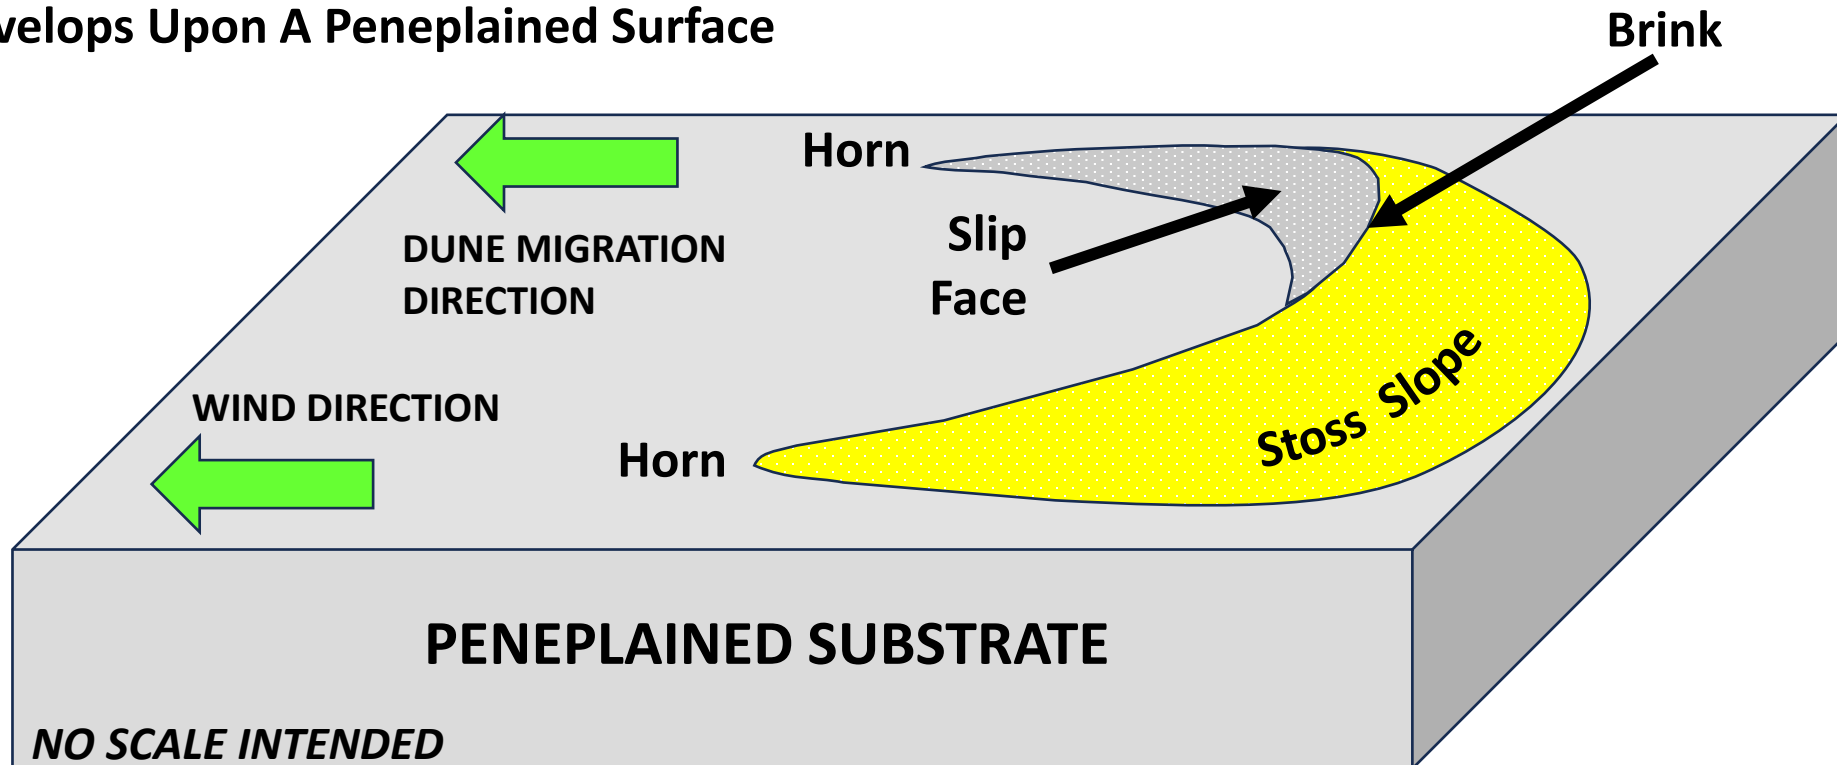 velops Upon A Peneplained Surface
Brink
Horn
Slip
Face
DUNE MIGRATION
DIRECTION
WIND DIRECTION
Horn
Stoss Slope
PENEPLAINED SUBSTRATE
NO SCALE INTENDED